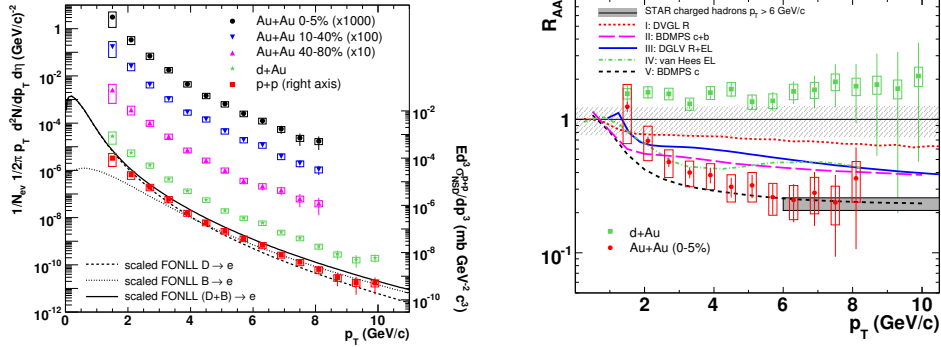 1/N_ev 1/2π p_T d²N/dp_T dη (GeV/c)⁻²
1
10⁻²
10⁻⁴
10⁻⁶
10⁻⁸
10⁻¹⁰
10⁻¹²
Au+Au 0-5% (x1000)
Au+Au 10-40% (x100)
Au+Au 40-80% (x10)
d+Au
p+p (right axis)
scaled FONLL D → e
scaled FONLL B → e
scaled FONLL (D+B) → e
0 2 4 6 8 10
p_T (GeV/c)
10⁻²
10⁻⁴
10⁻⁶
10⁻⁸
10⁻¹⁰
Ed³σ^{p+p}_{NSD}/dp³ (mb GeV⁻² c³)
R_AA
1
10⁻¹
STAR charged hadrons p_T > 6 GeV/c
I: DVGL R
II: BDMPS c+b
III: DGLV R+EL
IV: van Hees EL
V: BDMPS c
d+Au
Au+Au (0-5%)
0 2 4 6 8 10
p_T (GeV/c)